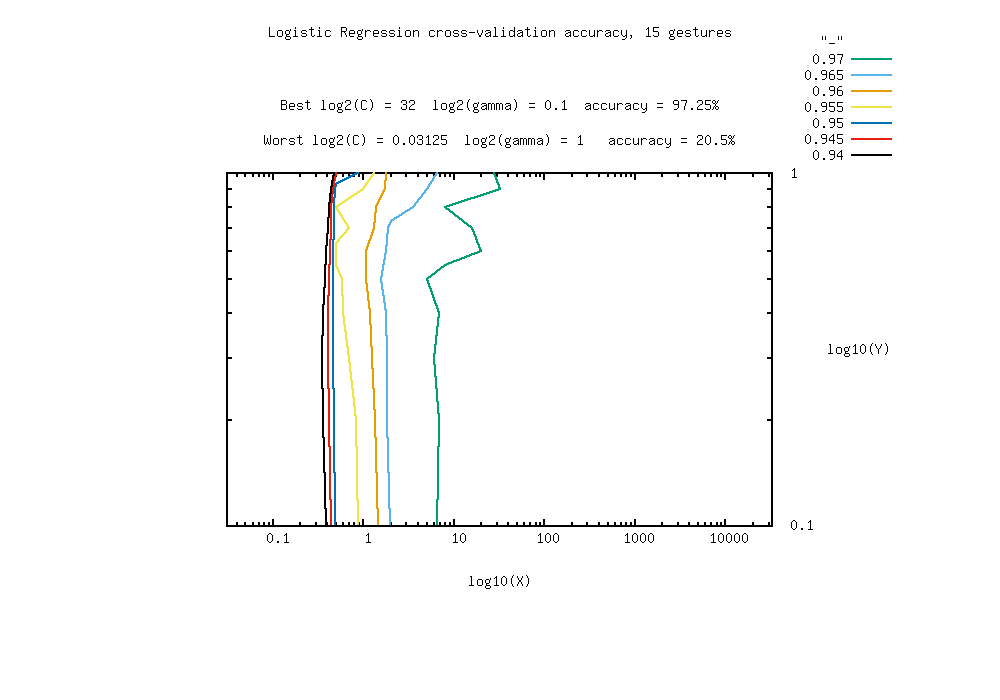 Logistic Regression cross-validation accuracy, 15 gestures
"_"
0.97
0.965
0.96
0.955
0.95
0.945
0.94
Best log2(C) = 32  log2(gamma) = 0.1  accuracy = 97.25%
Worst log2(C) = 0.03125  log2(gamma) = 1   accuracy = 20.5%
1
log10(Y)
0.1
0.1 1 10 100 1000 10000
log10(X)